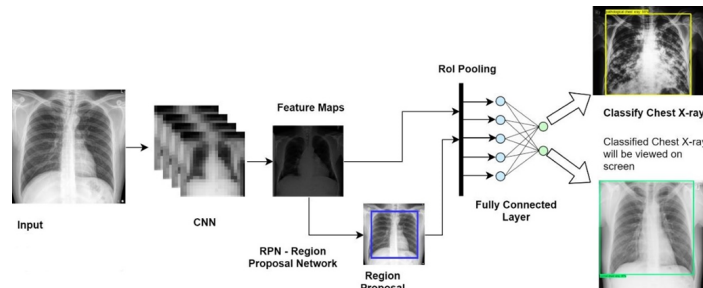 RoI Pooling
Feature Maps
Classify Chest X-ray
Classified Chest X-ray
will be viewed on
screen
Input
CNN
Fully Connected
Layer
RPN - Region
Proposal Network
Region
Proposal